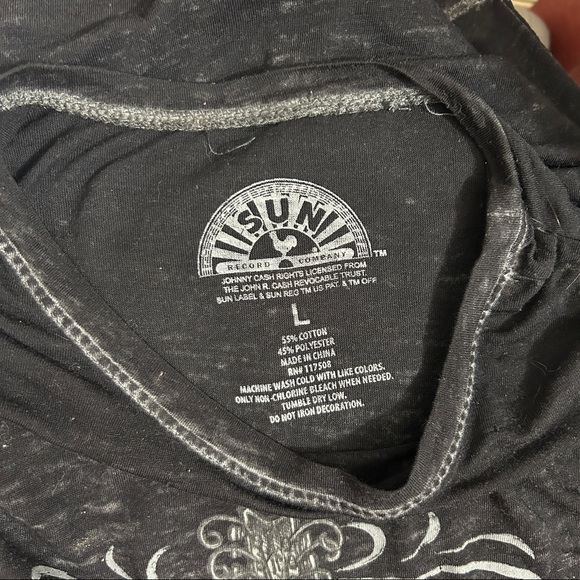 SUN
RECORD COMPANY
TM
JOHNNY CASH RIGHTS LICENSED FROM
THE JOHN R. CASH REVOCABLE TRUST.
SUN LABEL & SUN REG TM US PAT. & TM OFF
L
55% COTTON
45% POLYESTER
MADE IN CHINA
RN# 117508
MACHINE WASH COLD WITH LIKE COLORS.
ONLY NON-CHLORINE BLEACH WHEN NEEDED.
TUMBLE DRY LOW.
DO NOT IRON DECORATION.